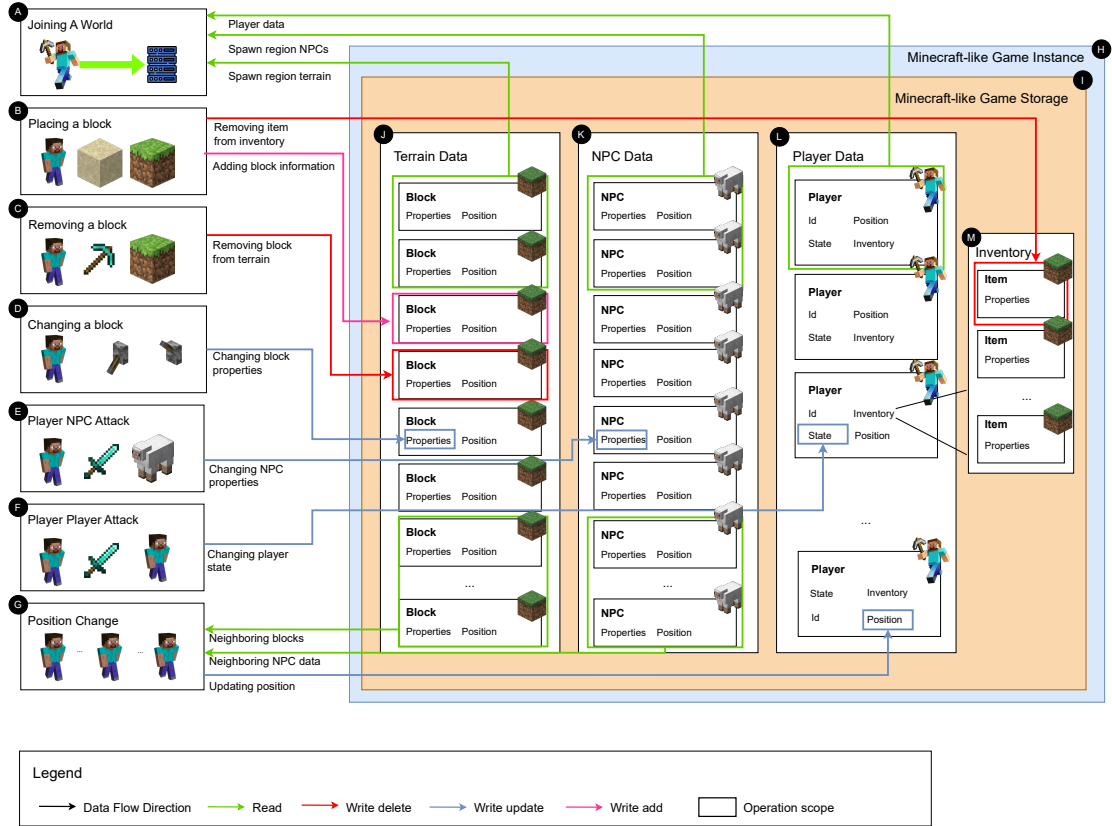 A
Joining A World
Player data
Spawn region NPCs
Spawn region terrain
H
Minecraft-like Game Instance
I
Minecraft-like Game Storage
B
Placing a block
Removing item
from inventory
Adding block information
C
Removing a block
Removing block
from terrain
D
Changing a block
Changing block
properties
E
Player NPC Attack
Changing NPC
properties
F
Player Player Attack
Changing player
state
G
Position Change
...
...
Neighboring blocks
Neighboring NPC data
Updating position
J
Terrain Data
Block
Properties Position
Block
Properties Position
Block
Properties Position
Block
Properties Position
Block
Properties Position
Block
Properties Position
Block
Properties Position
...
Block
Properties Position
K
NPC Data
NPC
Properties Position
NPC
Properties Position
NPC
Properties Position
NPC
Properties Position
NPC
Properties Position
NPC
Properties Position
NPC
Properties Position
...
NPC
Properties Position
L
Player Data
Player
Id Position
State Inventory
Player
Id Position
State Inventory
Player
Id Inventory
State Position
...
Player
State Inventory
Id Position
M
Inventory
Item
Properties
Item
Properties
...
Item
Properties
Legend
Data Flow Direction
Read
Write delete
Write update
Write add
Operation scope